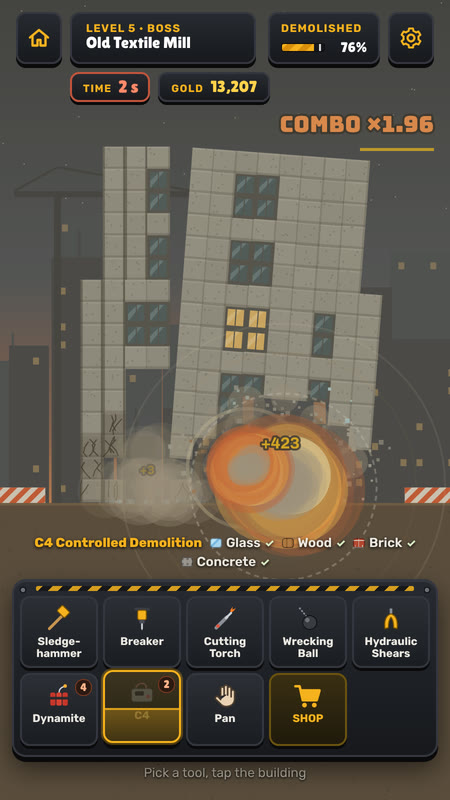 LEVEL 5 • BOSS
Old Textile Mill
DEMOLISHED
76%
TIME 2 s
GOLD 13,207
COMBO ×1.96
+423
+3
C4 Controlled Demolition Glass ✓ Wood ✓ Brick ✓
Concrete ✓
Sledge-
hammer
Breaker
Cutting
Torch
Wrecking
Ball
Hydraulic
Shears
4
Dynamite
2
C4
Pan
SHOP
Pick a tool, tap the building